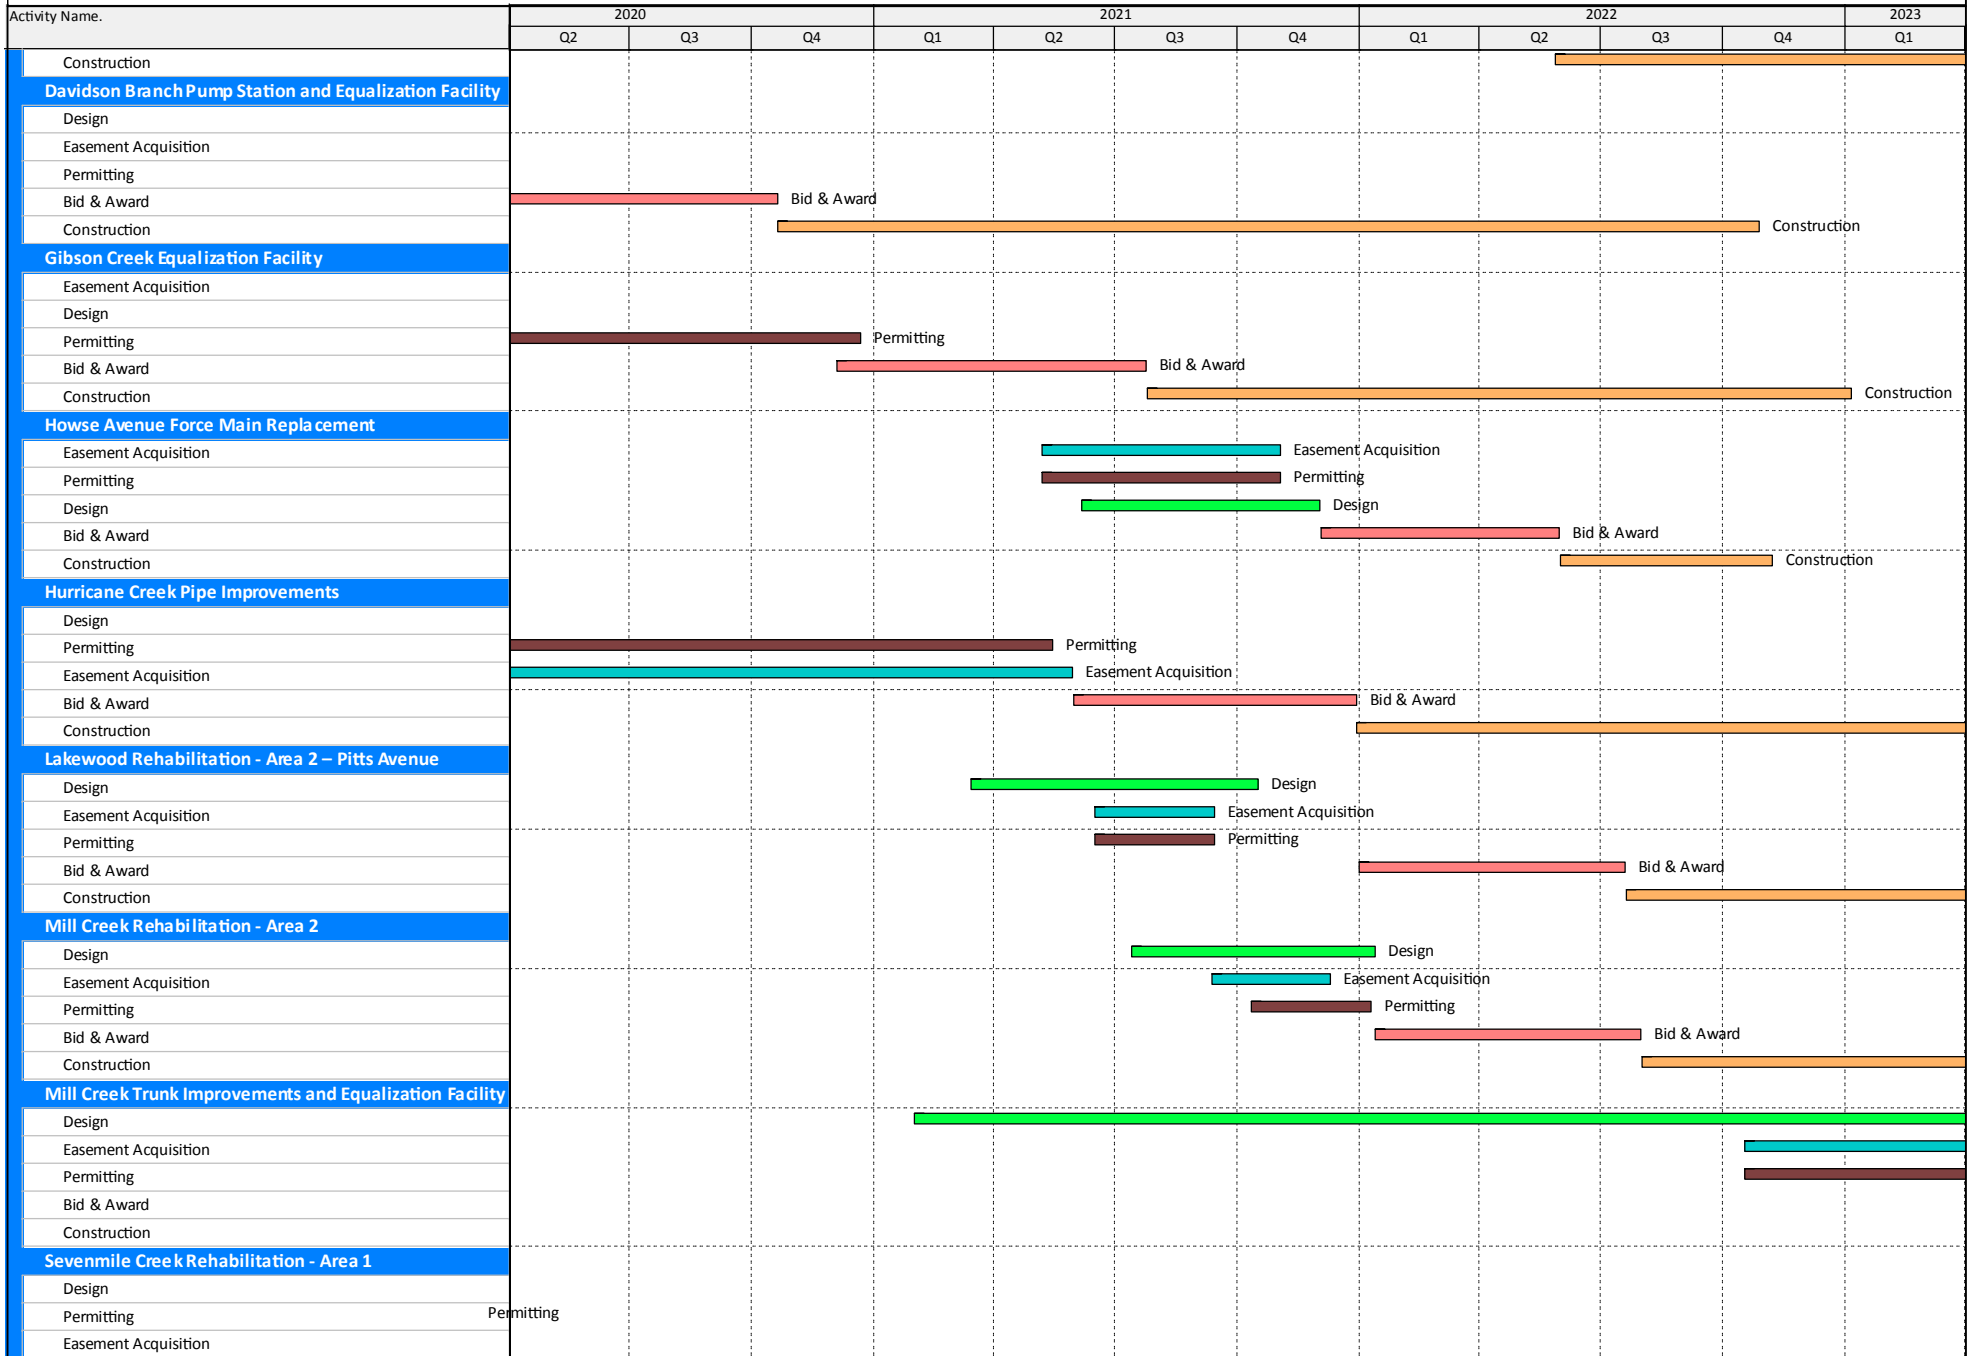 Activity Name. 2020 2021 2022 2023
Q2 Q3 Q4 Q1 Q2 Q3 Q4 Q1 Q2 Q3 Q4 Q1
Construction
Davidson Branch Pump Station and Equalization Facility
Design
Easement Acquisition
Permitting
Bid & Award Bid & Award
Construction Construction
Gibson Creek Equalization Facility
Easement Acquisition
Design
Permitting Permitting
Bid & Award Bid & Award
Construction Construction
Howse Avenue Force Main Replacement
Easement Acquisition Easement Acquisition
Permitting Permitting
Design Design
Bid & Award Bid & Award
Construction Construction
Hurricane Creek Pipe Improvements
Design
Permitting Permitting
Easement Acquisition Easement Acquisition
Bid & Award Bid & Award
Construction
Lakewood Rehabilitation - Area 2 – Pitts Avenue
Design Design
Easement Acquisition Easement Acquisition
Permitting Permitting
Bid & Award Bid & Award
Construction
Mill Creek Rehabilitation - Area 2
Design Design
Easement Acquisition Easement Acquisition
Permitting Permitting
Bid & Award Bid & Award
Construction
Mill Creek Trunk Improvements and Equalization Facility
Design
Easement Acquisition
Permitting
Bid & Award
Construction
Sevenmile Creek Rehabilitation - Area 1
Design
Permitting Permitting
Easement Acquisition